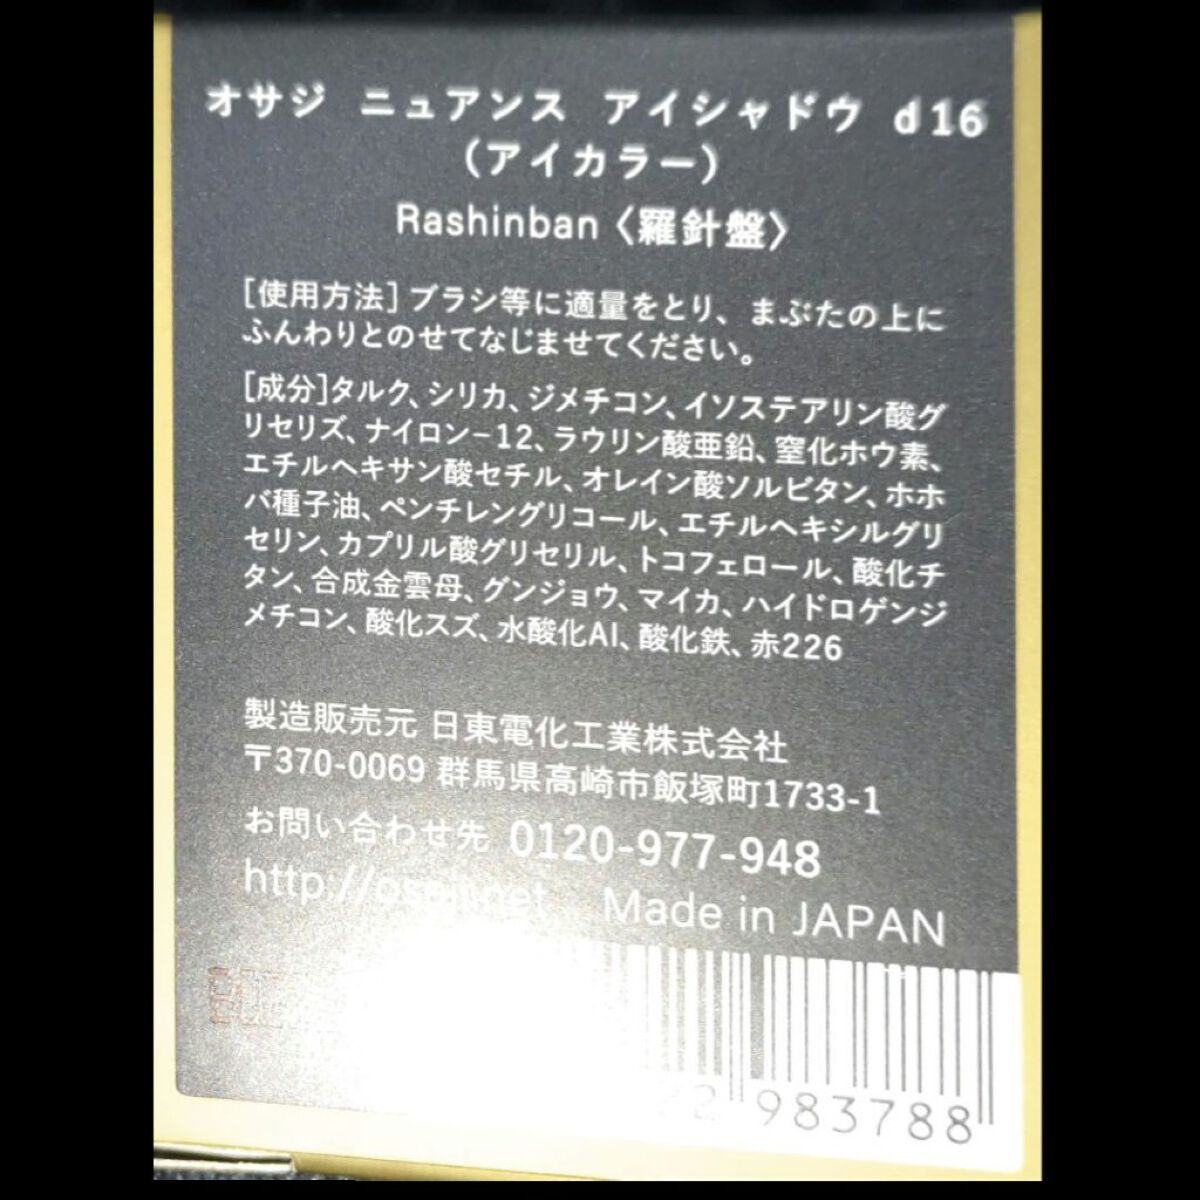 オサジ ニュアンス アイシャドウ d16
（アイカラー）
Rashinban〈羅針盤〉
[使用方法]ブラシ等に適量をとり、まぶたの上に
ふんわりとのせてなじませてください。
[成分]タルク、シリカ、ジメチコン、イソステアリン酸グ
リセリズ、ナイロン-12、ラウリン酸亜鉛、窒化ホウ素、
エチルヘキサン酸セチル、オレイン酸ソルビタン、ホホ
バ種子油、ペンチレングリコール、エチルヘキシルグリ
セリン、カプリル酸グリセリル、トコフェロール、酸化チ
タン、合成金雲母、グンジョウ、マイカ、ハイドロゲンジ
メチコン、酸化スズ、水酸化Al、酸化鉄、赤226
製造販売元 日東電化工業株式会社
〒370-0069 群馬県高崎市飯塚町1733-1
お問い合わせ先 0120-977-948
http://osaji.net Made in JAPAN
983788